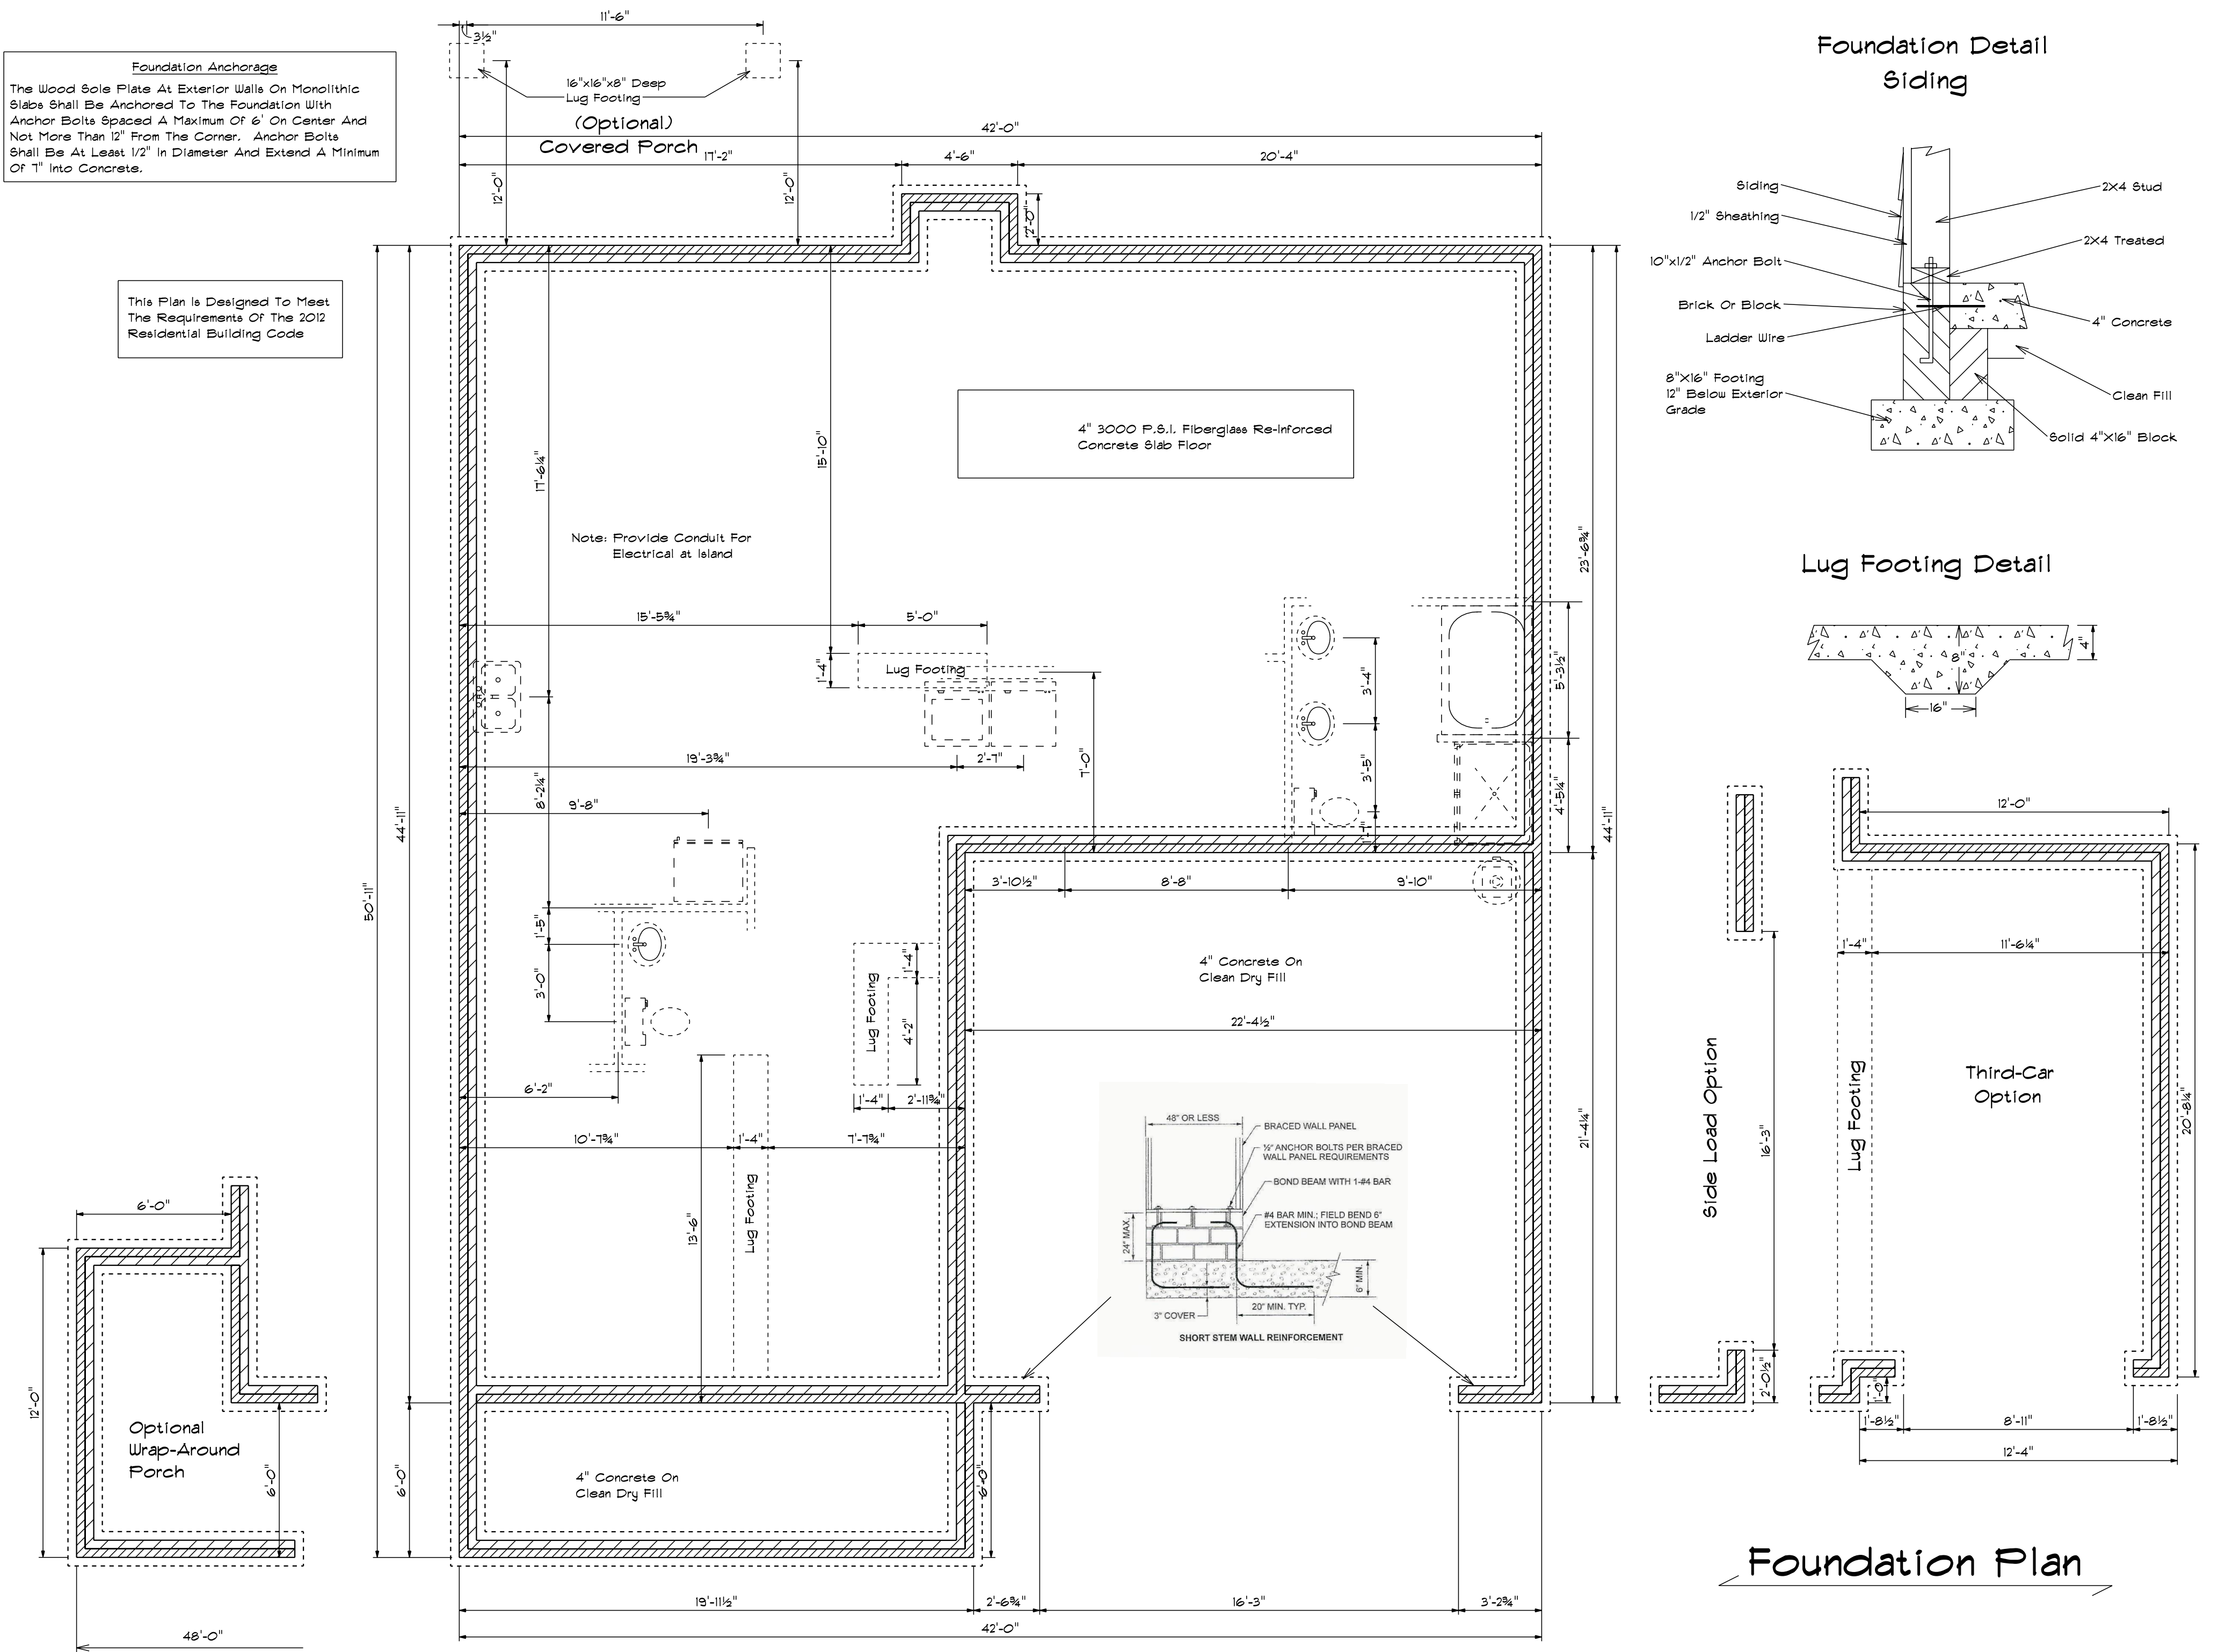 11'-6"
3½"
Foundation Anchorage
The Wood Sole Plate At Exterior Walls On Monolithic
Slabs Shall Be Anchored To The Foundation With
Anchor Bolts Spaced A Maximum Of 6' On Center And
Not More Than 12" From The Corner. Anchor Bolts
Shall Be At Least 1/2" In Diameter And Extend A Minimum
Of 7" Into Concrete.
16"x16"x8" Deep
Lug Footing
(Optional)
Covered Porch
12'-0"
12'-0"
42'-0"
17'-2"
4'-6"
20'-4"
2'-0"
This Plan Is Designed To Meet
The Requirements Of The 2012
Residential Building Code
4" 3000 P.S.I. Fiberglass Re-Inforced
Concrete Slab Floor
17'-6¼"
15'-10"
Note: Provide Conduit For
Electrical at Island
23'-6¾"
15'-5¾"
5'-0"
1'-4"
Lug Footing
3'-4"
5'-3½"
19'-3¾"
2'-7"
7'-0"
3'-5"
4'-5¼"
1'-7"
8'-2¼"
9'-8"
44'-11"
44'-11"
50'-11"
3'-10½"
8'-8"
9'-10"
1'-5"
3'-0"
1'-4"
Lug Footing
4'-2"
4" Concrete On
Clean Dry Fill
22'-4½"
6'-2"
1'-4"
2'-11¾"
10'-7¾"
1'-4"
7'-7¾"
13'-6"
Lug Footing
21'-4¼"
48" OR LESS
BRACED WALL PANEL
½" ANCHOR BOLTS PER BRACED
WALL PANEL REQUIREMENTS
BOND BEAM WITH 1-#4 BAR
#4 BAR MIN.; FIELD BEND 6"
EXTENSION INTO BOND BEAM
24" MAX.
6" MIN.
3" COVER
20" MIN. TYP.
SHORT STEM WALL REINFORCEMENT
6'-0"
12'-0"
Optional
Wrap-Around
Porch
6'-0"
48'-0"
6'-0"
4" Concrete On
Clean Dry Fill
6'-0"
19'-11½"
2'-6¾"
16'-3"
3'-2¾"
42'-0"
Foundation Detail
Siding
Siding
1/2" Sheathing
10"x1/2" Anchor Bolt
Brick Or Block
Ladder Wire
8"X16" Footing
12" Below Exterior
Grade
2X4 Stud
2X4 Treated
4" Concrete
Clean Fill
Solid 4"X16" Block
Lug Footing Detail
8"
4"
16"
Side Load Option
16'-3"
2'-0½"
12'-0"
1'-4"
11'-6¼"
Lug Footing
Third-Car
Option
20'-8¼"
1'-0"
1'-8½"
8'-11"
1'-8½"
12'-4"
Foundation Plan